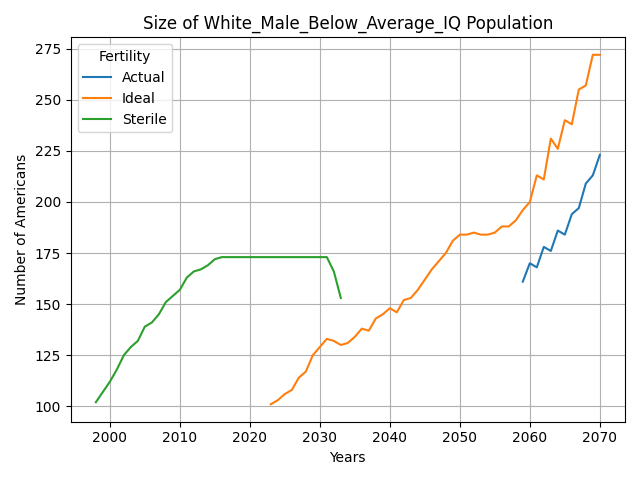 Size of White_Male_Below_Average_IQ Population
Fertility
Actual
Ideal
Sterile
Number of Americans
275
250
225
200
175
150
125
100
2000 2010 2020 2030 2040 2050 2060 2070
Years